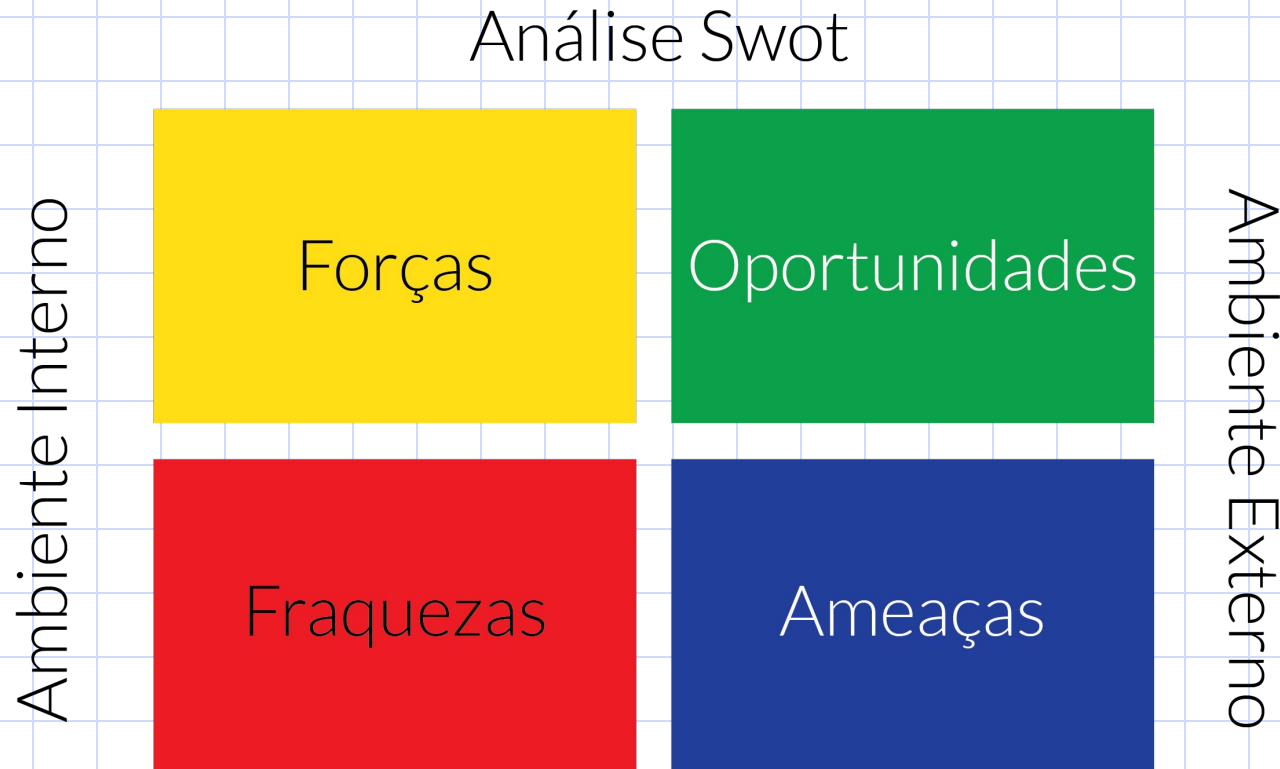 Análise Swot
Ambiente Interno
Forças
Oportunidades
Fraquezas
Ameaças
Ambiente Externo